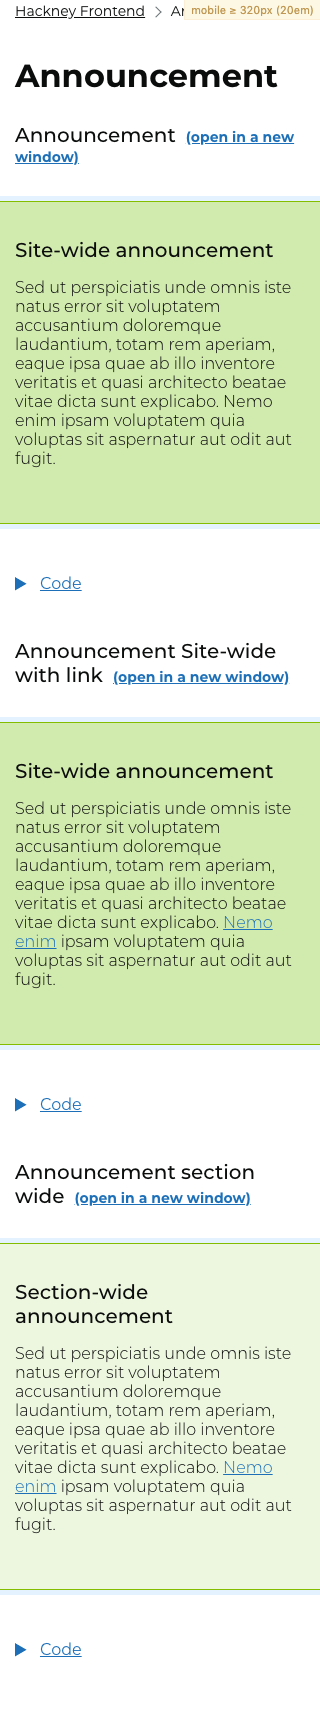 Hackney Frontend
mobile ≥ 320px (20em)
Announcement
Announcement (open in a new
window)
Site-wide announcement
Sed ut perspiciatis unde omnis iste
natus error sit voluptatem
accusantium doloremque
laudantium, totam rem aperiam,
eaque ipsa quae ab illo inventore
veritatis et quasi architecto beatae
vitae dicta sunt explicabo. Nemo
enim ipsam voluptatem quia
voluptas sit aspernatur aut odit aut
fugit.
Code
Announcement Site-wide
with link (open in a new window)
Site-wide announcement
Sed ut perspiciatis unde omnis iste
natus error sit voluptatem
accusantium doloremque
laudantium, totam rem aperiam,
eaque ipsa quae ab illo inventore
veritatis et quasi architecto beatae
vitae dicta sunt explicabo. Nemo
enim ipsam voluptatem quia
voluptas sit aspernatur aut odit aut
fugit.
Code
Announcement section
wide (open in a new window)
Section-wide
announcement
Sed ut perspiciatis unde omnis iste
natus error sit voluptatem
accusantium doloremque
laudantium, totam rem aperiam,
eaque ipsa quae ab illo inventore
veritatis et quasi architecto beatae
vitae dicta sunt explicabo. Nemo
enim ipsam voluptatem quia
voluptas sit aspernatur aut odit aut
fugit.
Code